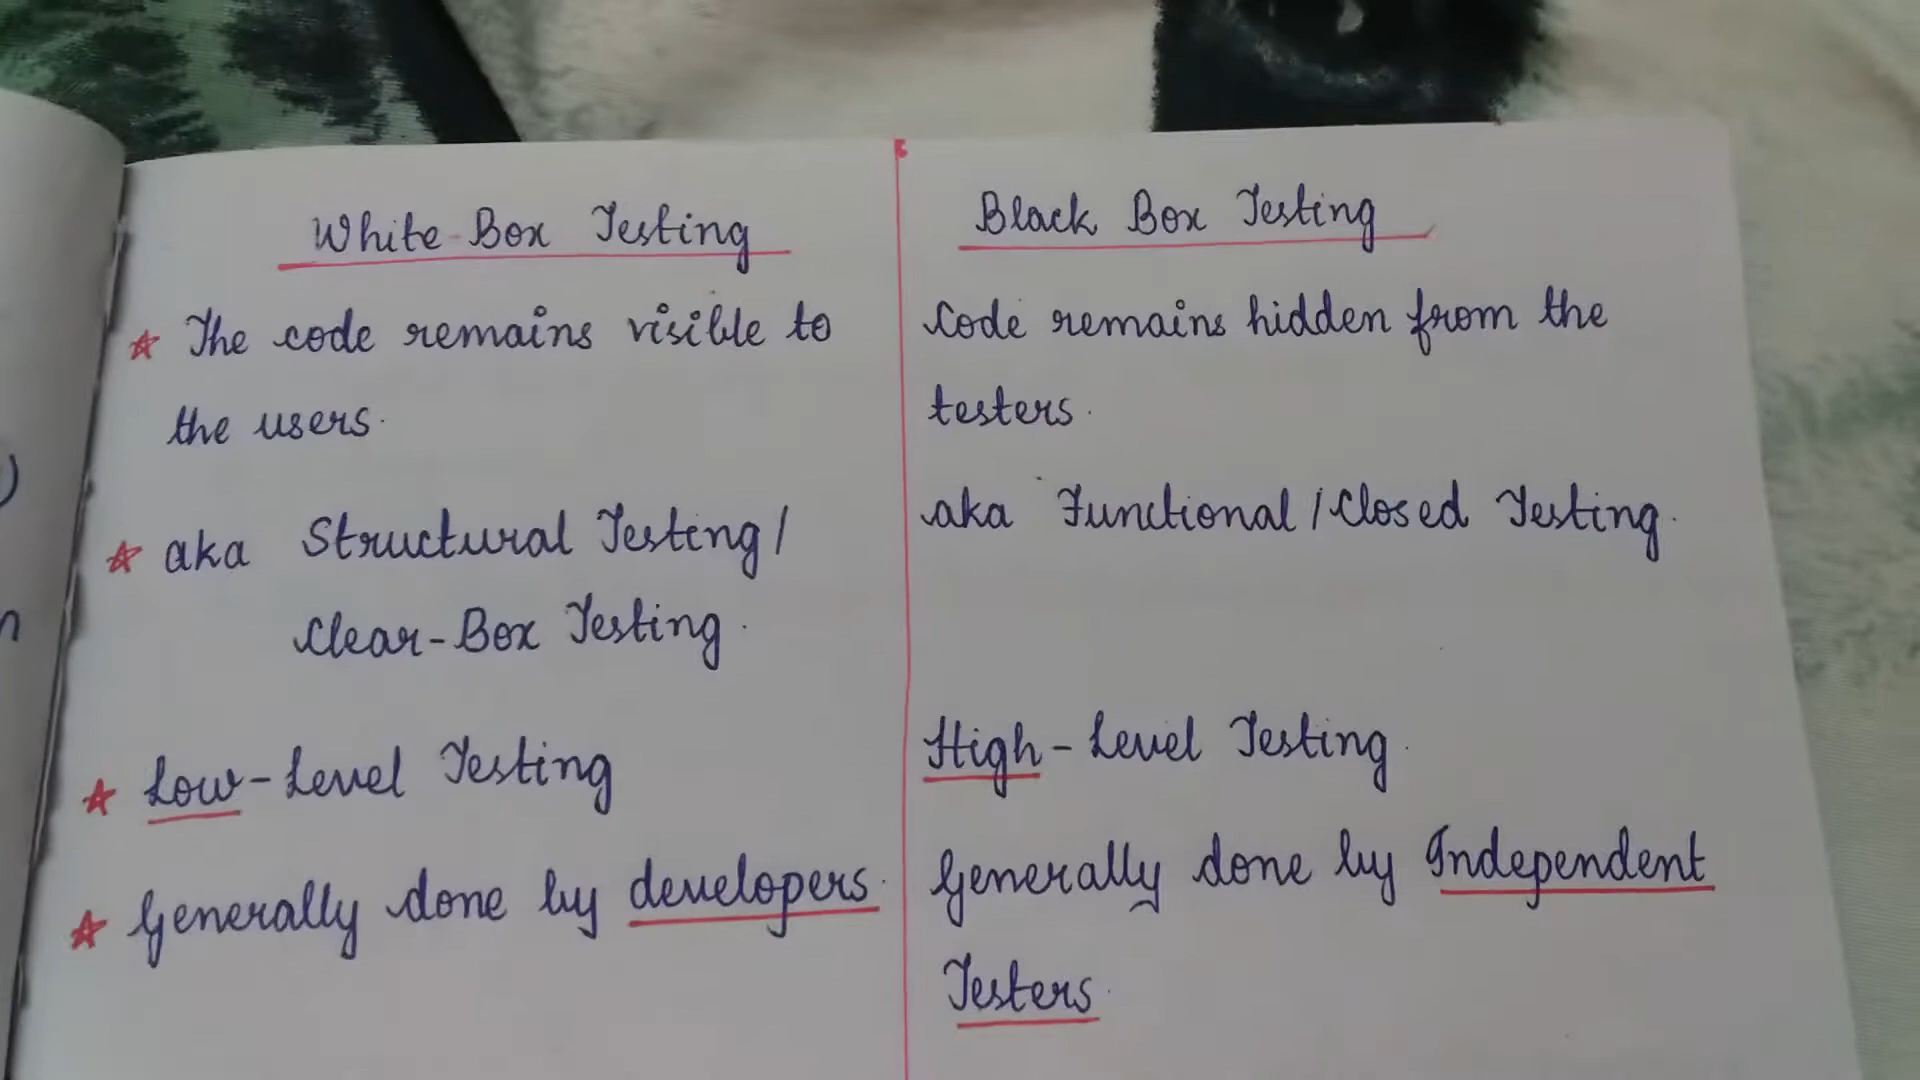 White-Box Testing
The code remains visible to
the users.
aka Structural Testing/
Clear-Box Testing.
Low-Level Testing
Generally done by developers.
Black Box Testing
Code remains hidden from the
testers.
aka Functional/Closed Testing.
High-Level Testing.
Generally done by Independent
Testers.